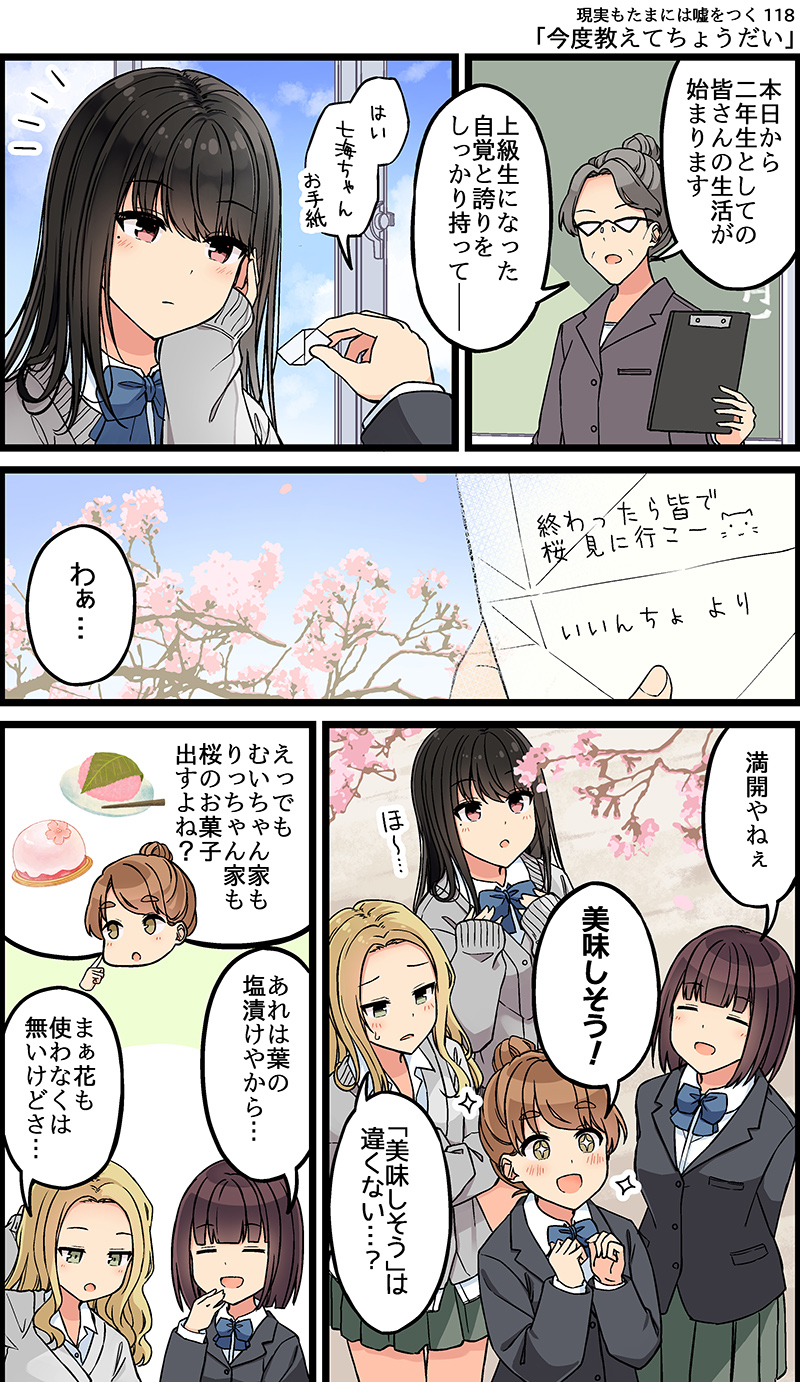 現実もたまには嘘をつく 118
「今度教えてちょうだい」
本日から
二年生としての
皆さんの生活が
始まります
上級生になった
自覚と誇りを
しっかり持って──
はい
七海ちゃん
お手紙
終わったら皆で
桜 見に行こー
いいんちょ より
わぁ…
満開やねぇ
ほ〜…
美味しそう!
「美味しそう」は
違くない…?
えっでも
むいちゃん家も
りっちゃん家も
桜のお菓子
出すよね?
あれは葉の
塩漬けやから…
まぁ花も
使わなくは
無いけどさ…